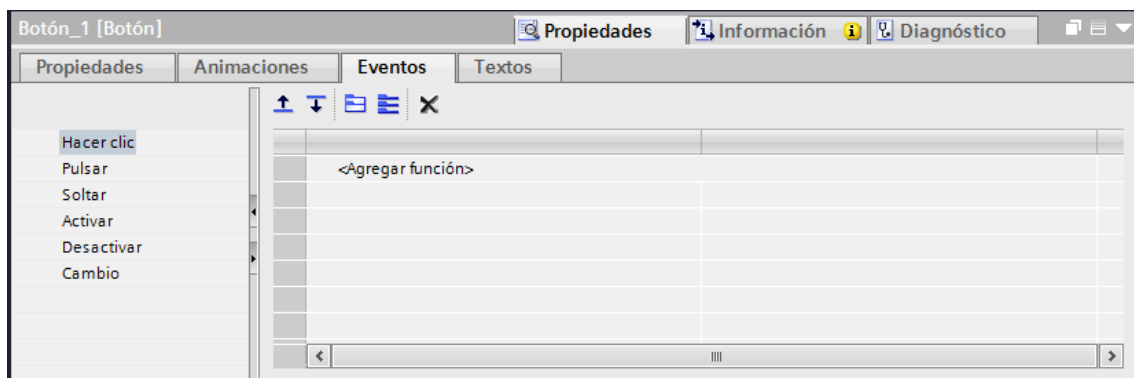 Botón_1 [Botón] Propiedades Información Diagnóstico
Propiedades Animaciones Eventos Textos
Hacer clic
Pulsar <Agregar función>
Soltar
Activar
Desactivar
Cambio